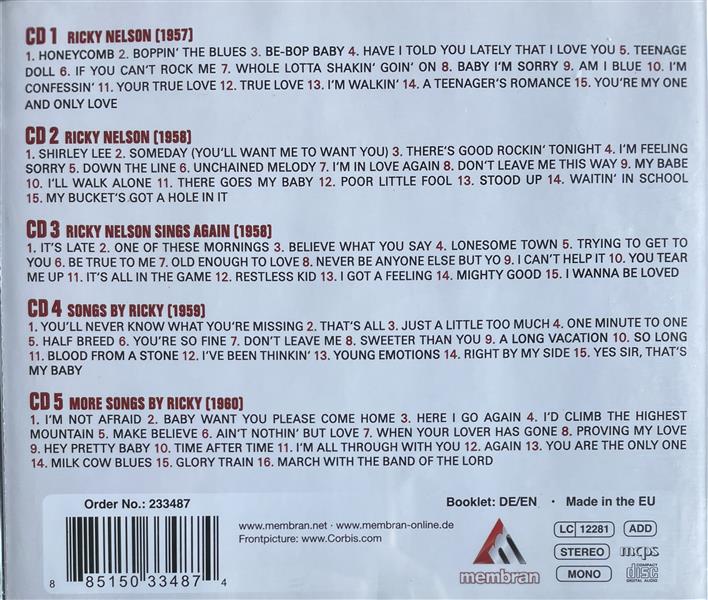 CD 1 RICKY NELSON (1957)
1. HONEYCOMB 2. BOPPIN' THE BLUES 3. BE-BOP BABY 4. HAVE I TOLD YOU LATELY THAT I LOVE YOU 5. TEENAGE
DOLL 6. IF YOU CAN'T ROCK ME 7. WHOLE LOTTA SHAKIN' GOIN' ON 8. BABY I'M SORRY 9. AM I BLUE 10. I'M
CONFESSIN' 11. YOUR TRUE LOVE 12. TRUE LOVE 13. I'M WALKIN' 14. A TEENAGER'S ROMANCE 15. YOU'RE MY ONE
AND ONLY LOVE
CD 2 RICKY NELSON (1958)
1. SHIRLEY LEE 2. SOMEDAY (YOU'LL WANT ME TO WANT YOU) 3. THERE'S GOOD ROCKIN' TONIGHT 4. I'M FEELING
SORRY 5. DOWN THE LINE 6. UNCHAINED MELODY 7. I'M IN LOVE AGAIN 8. DON'T LEAVE ME THIS WAY 9. MY BABE
10. I'LL WALK ALONE 11. THERE GOES MY BABY 12. POOR LITTLE FOOL 13. STOOD UP 14. WAITIN' IN SCHOOL
15. MY BUCKET'S GOT A HOLE IN IT
CD 3 RICKY NELSON SINGS AGAIN (1958)
1. IT'S LATE 2. ONE OF THESE MORNINGS 3. BELIEVE WHAT YOU SAY 4. LONESOME TOWN 5. TRYING TO GET TO
YOU 6. BE TRUE TO ME 7. OLD ENOUGH TO LOVE 8. NEVER BE ANYONE ELSE BUT YO 9. I CAN'T HELP IT 10. YOU TEAR
ME UP 11. IT'S ALL IN THE GAME 12. RESTLESS KID 13. I GOT A FEELING 14. MIGHTY GOOD 15. I WANNA BE LOVED
CD 4 SONGS BY RICKY (1959)
1. YOU'LL NEVER KNOW WHAT YOU'RE MISSING 2. THAT'S ALL 3. JUST A LITTLE TOO MUCH 4. ONE MINUTE TO ONE
5. HALF BREED 6. YOU'RE SO FINE 7. DON'T LEAVE ME 8. SWEETER THAN YOU 9. A LONG VACATION 10. SO LONG
11. BLOOD FROM A STONE 12. I'VE BEEN THINKIN' 13. YOUNG EMOTIONS 14. RIGHT BY MY SIDE 15. YES SIR, THAT'S
MY BABY
CD 5 MORE SONGS BY RICKY (1960)
1. I'M NOT AFRAID 2. BABY WANT YOU PLEASE COME HOME 3. HERE I GO AGAIN 4. I'D CLIMB THE HIGHEST
MOUNTAIN 5. MAKE BELIEVE 6. AIN'T NOTHIN' BUT LOVE 7. WHEN YOUR LOVER HAS GONE 8. PROVING MY LOVE
9. HEY PRETTY BABY 10. TIME AFTER TIME 11. I'M ALL THROUGH WITH YOU 12. AGAIN 13. YOU ARE THE ONLY ONE
14. MILK COW BLUES 15. GLORY TRAIN 16. MARCH WITH THE BAND OF THE LORD
Order No.: 233487
8 85150 33487 4
www.membran.net · www.membran-online.de
Frontpicture: www.Corbis.com
membran
Booklet: DE/EN · Made in the EU
LC 12281 ADD
STEREO mcps
MONO COMPACT disc DIGITAL AUDIO